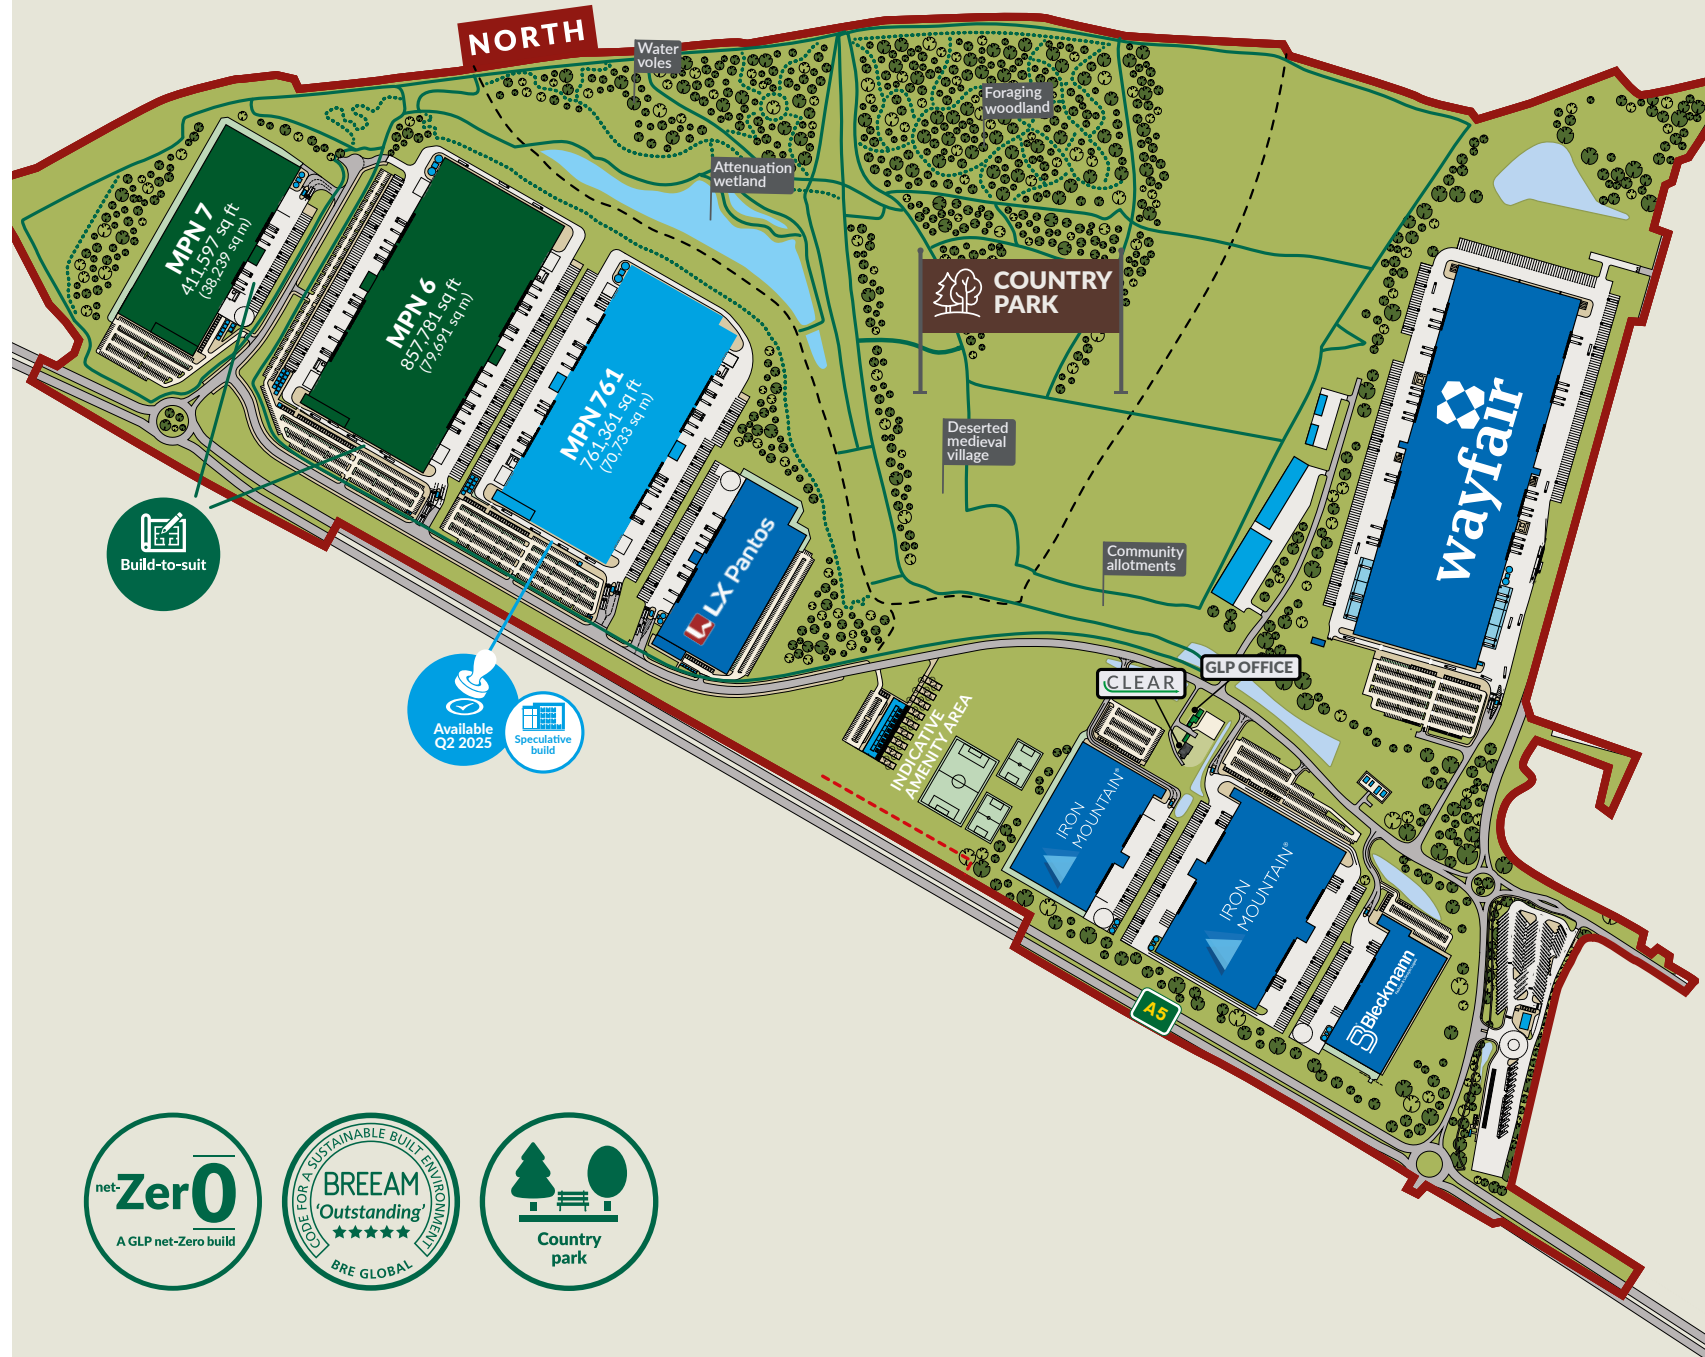 NORTH
Water
voles
Foraging
woodland
Attenuation
wetland
MPN 7
411,597 sq ft
(38,239 sq m)
MPN 6
857,781 sq ft
(79,691 sq m)
MPN 761
761,361 sq ft
(70,733 sq m)
COUNTRY
PARK
wayfair
Deserted
medieval
village
LX Pantos
Build-to-suit
Community
allotments
GLP OFFICE
CLEAR
Available
Q2 2025
Speculative
build
INDICATIVE
AMENITY AREA
IRON
MOUNTAIN®
IRON
MOUNTAIN®
Bleckmann
A5
net-Zer0
A GLP net-Zero build
CODE FOR A SUSTAINABLE BUILT ENVIRONMENT
BREEAM
‘Outstanding’
BRE GLOBAL
Country
park